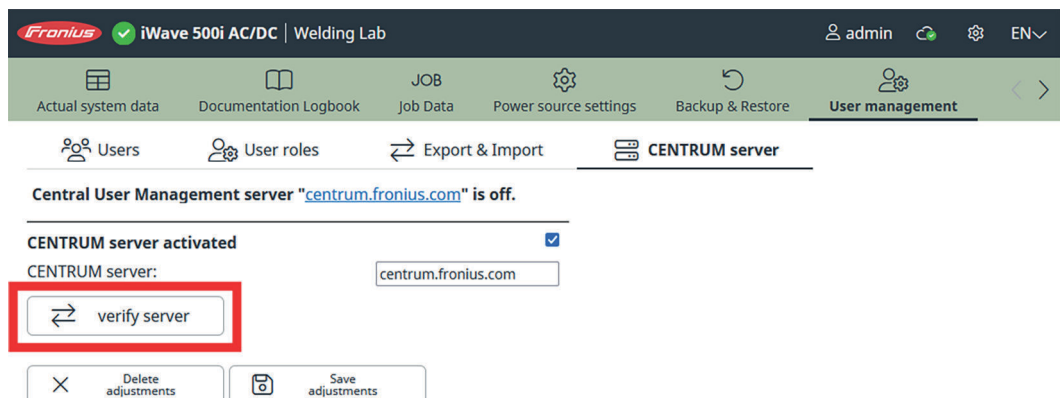 Fronius iWave 500i AC/DC | Welding Lab admin EN
Actual system data Documentation Logbook JOB Job Data Power source settings Backup & Restore User management
Users User roles Export & Import CENTRUM server
Central User Management server "centrum.fronius.com" is off.
CENTRUM server activated
CENTRUM server: centrum.fronius.com
verify server
Delete adjustments Save adjustments